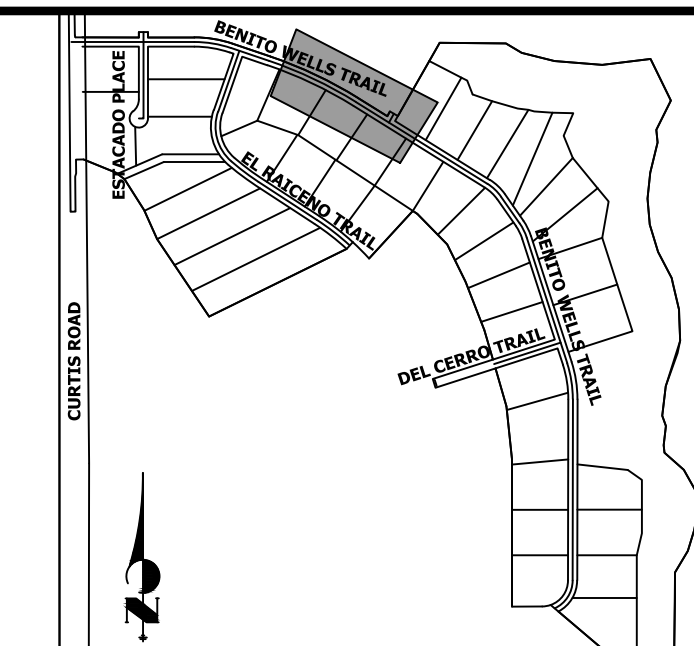 BENITO WELLS TRAIL
ESTACADO PLACE
EL RAICENO TRAIL
BENITO WELLS TRAIL
DEL CERRO TRAIL
CURTIS ROAD
N